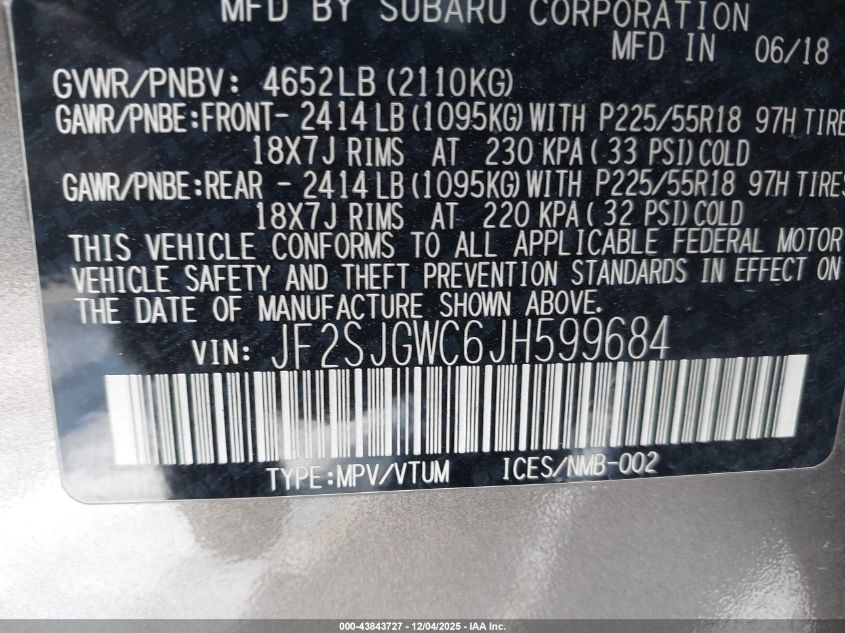 MFD BY SUBARU CORPORATION
MFD IN 06/18
GVWR/PNBV: 4652LB (2110KG)
GAWR/PNBE:FRONT- 2414 LB (1095KG) WITH P225/55R18 97H TIRE
18X7J RIMS AT 230 KPA ( 33 PSI) COLD
GAWR/PNBE:REAR - 2414 LB (1095KG) WITH P225/55R18 97H TIRES
18X7J RIMS AT 220 KPA ( 32 PSI) COLD
THIS VEHICLE CONFORMS TO ALL APPLICABLE FEDERAL MOTOR
VEHICLE SAFETY AND THEFT PREVENTION STANDARDS IN EFFECT ON
THE DATE OF MANUFACTURE SHOWN ABOVE.
VIN: JF2SJGWC6JH599684
TYPE:MPV/VTUM ICES/NMB-002
000-43843727 - 12/04/2025 - IAA Inc.